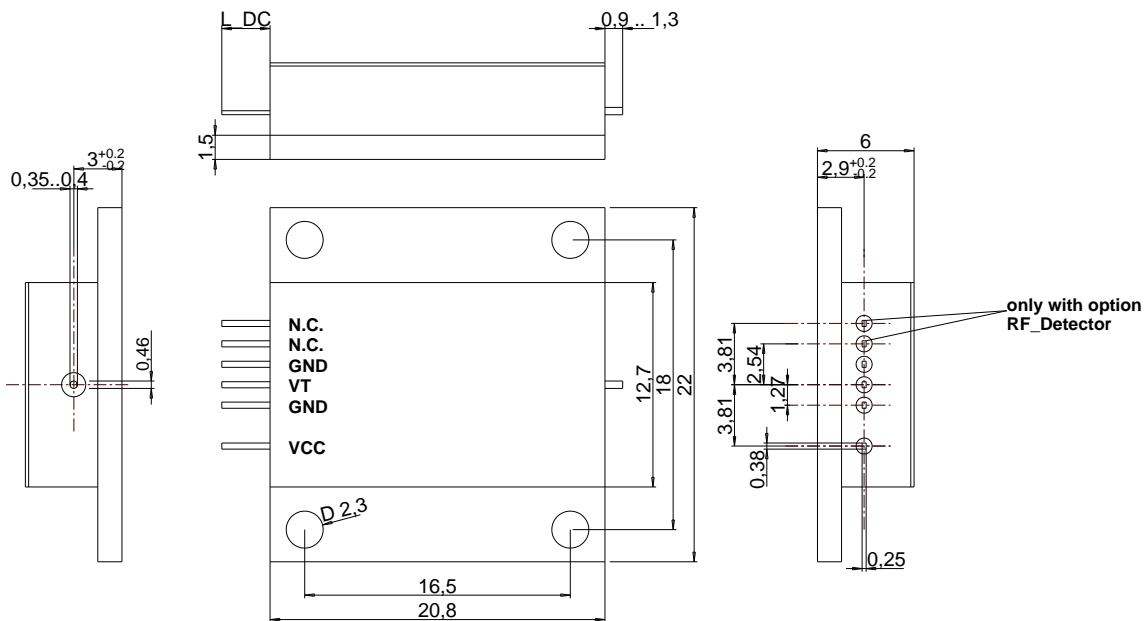 L_DC
0,9 .. 1,3
1,5
3 +0.2 -0.2
0,35..0,4
0,46
N.C.
N.C.
GND
VT
GND
VCC
D 2,3
16,5
20,8
12,7
18
22
6
2,9 +0.2 -0.2
only with option
RF_Detector
3,81
2,54
1,27
3,81
0,38
0,25